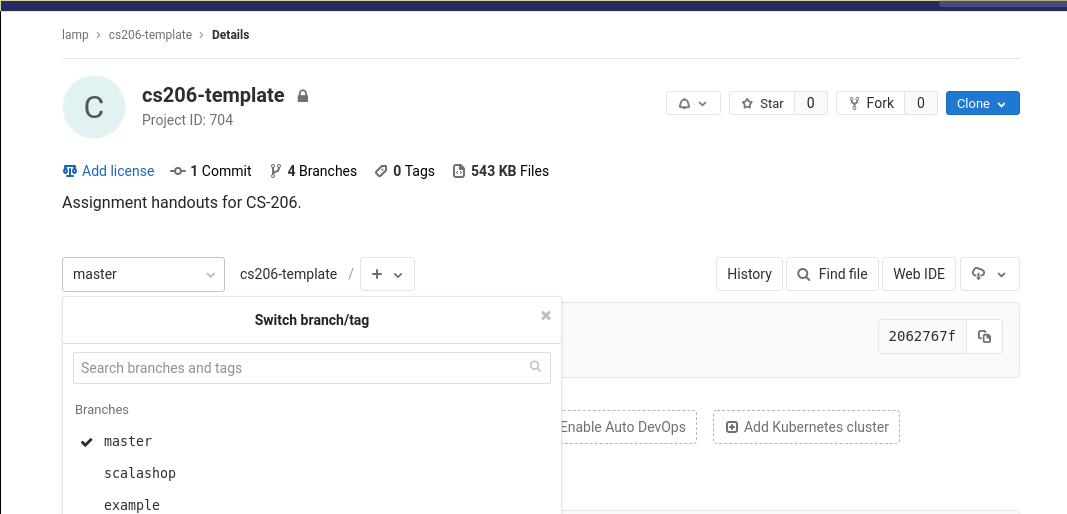 lamp › cs206-template › Details
C
cs206-template
Project ID: 704
Star 0 Fork 0 Clone
Add license 1 Commit 4 Branches 0 Tags 543 KB Files
Assignment handouts for CS-206.
master cs206-template / + History Find file Web IDE
Switch branch/tag
2062767f
Search branches and tags
Branches
master
Enable Auto DevOps Add Kubernetes cluster
scalashop
example